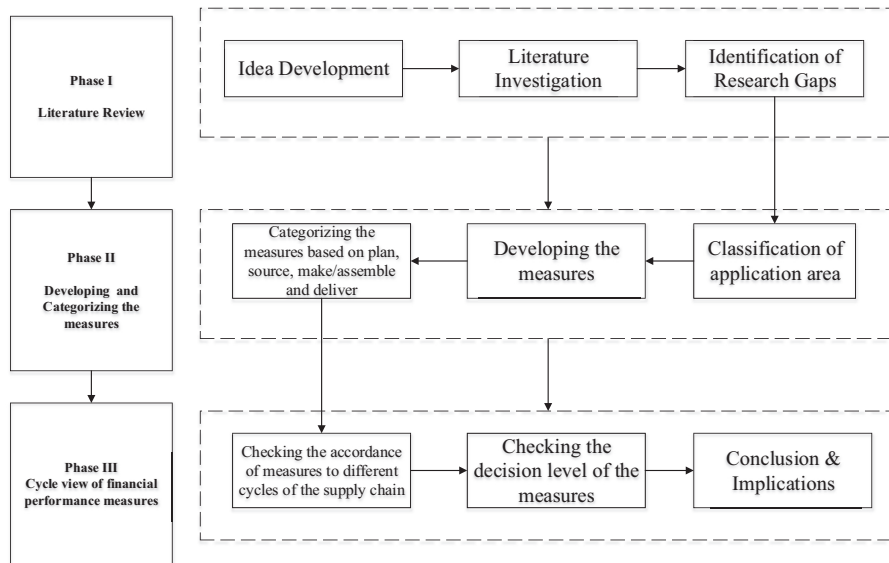 Phase I
Literature Review
Idea Development
Literature
Investigation
Identification of
Research Gaps
Phase II
Developing and
Categorizing the
measures
Categorizing the
measures based on plan,
source, make/assemble
and deliver
Developing the
measures
Classification of
application area
Phase III
Cycle view of financial
performance measures
Checking the accordance
of measures to different
cycles of the supply chain
Checking the
decision level of the
measures
Conclusion &
Implications